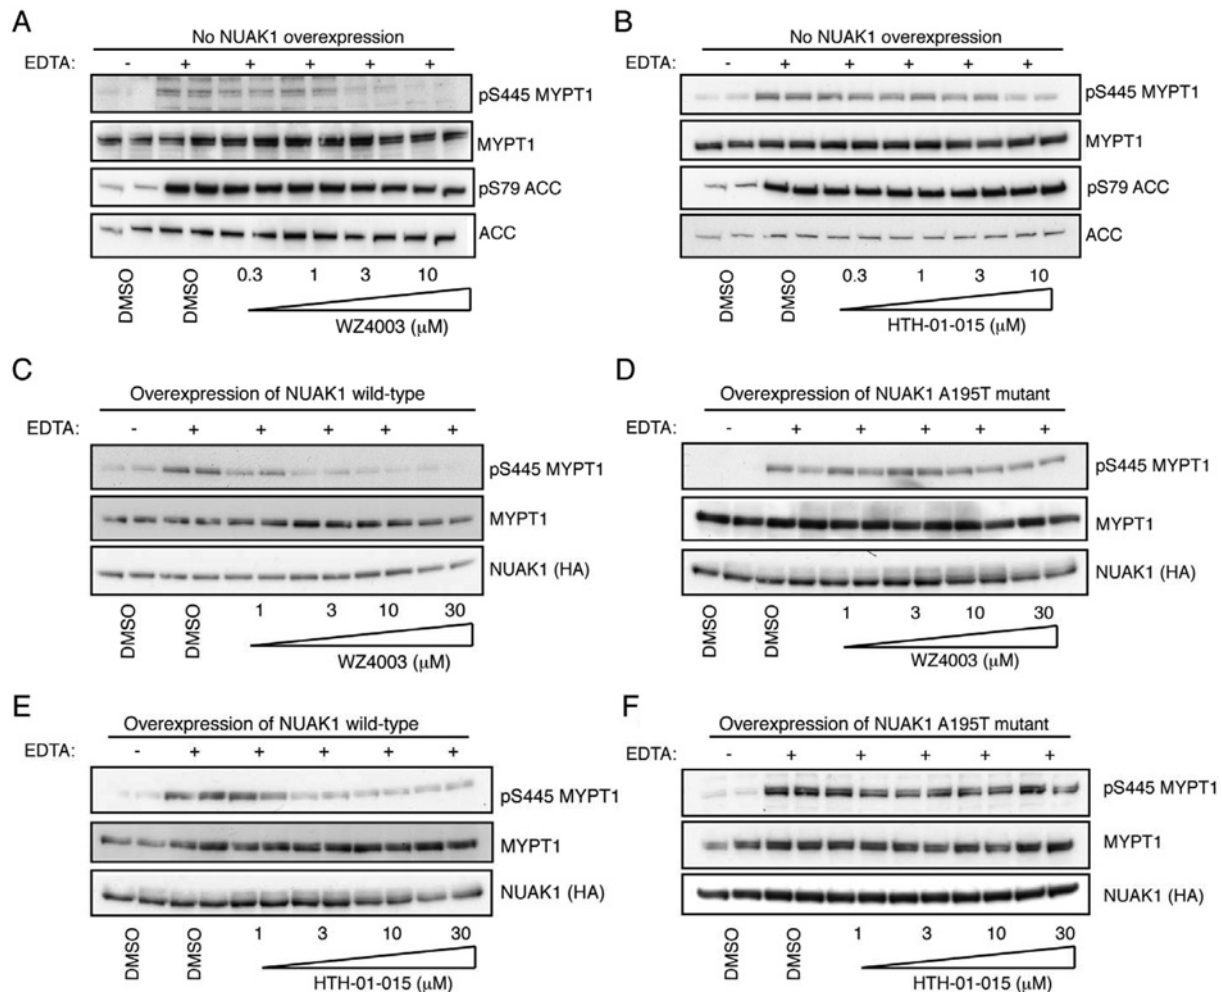 A
No NUAK1 overexpression
EDTA: - + + + + +
pS445 MYPT1
MYPT1
pS79 ACC
ACC
DMSO DMSO 0.3 1 3 10
WZ4003 (μM)
B
No NUAK1 overexpression
EDTA: - + + + + +
pS445 MYPT1
MYPT1
pS79 ACC
ACC
DMSO DMSO 0.3 1 3 10
HTH-01-015 (μM)
C
Overexpression of NUAK1 wild-type
EDTA: - + + + + +
pS445 MYPT1
MYPT1
NUAK1 (HA)
DMSO DMSO 1 3 10 30
WZ4003 (μM)
D
Overexpression of NUAK1 A195T mutant
EDTA: - + + + + +
pS445 MYPT1
MYPT1
NUAK1 (HA)
DMSO DMSO 1 3 10 30
WZ4003 (μM)
E
Overexpression of NUAK1 wild-type
EDTA: - + + + + +
pS445 MYPT1
MYPT1
NUAK1 (HA)
DMSO DMSO 1 3 10 30
HTH-01-015 (μM)
F
Overexpression of NUAK1 A195T mutant
EDTA: - + + + + +
pS445 MYPT1
MYPT1
NUAK1 (HA)
DMSO DMSO 1 3 10 30
HTH-01-015 (μM)